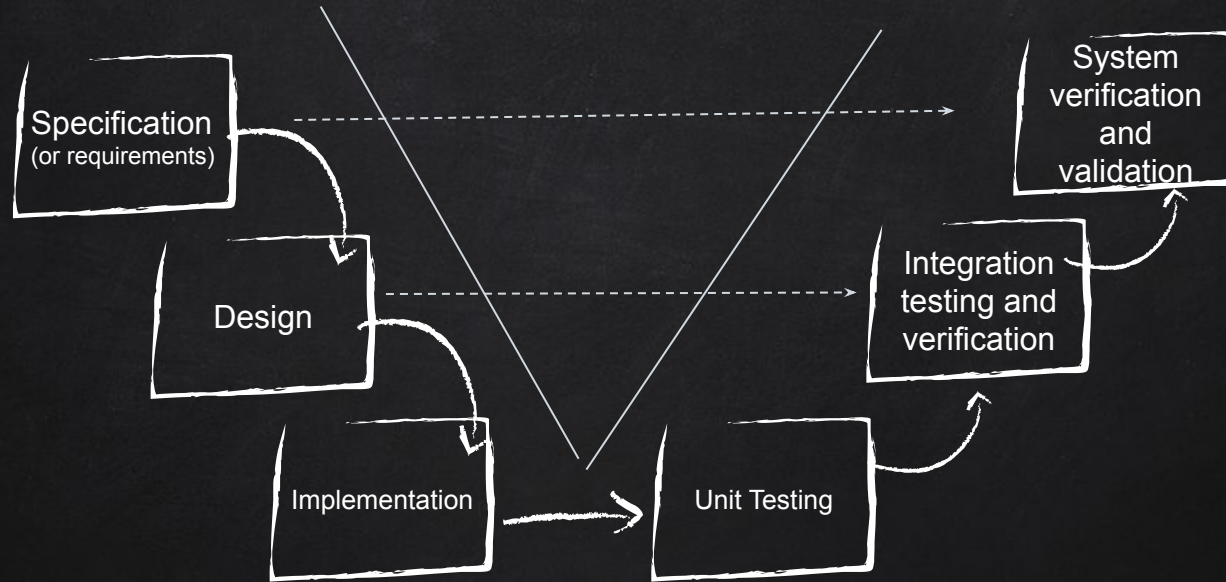 Specification
(or requirements)
Design
Implementation
Unit Testing
Integration
testing and
verification
System
verification
and
validation